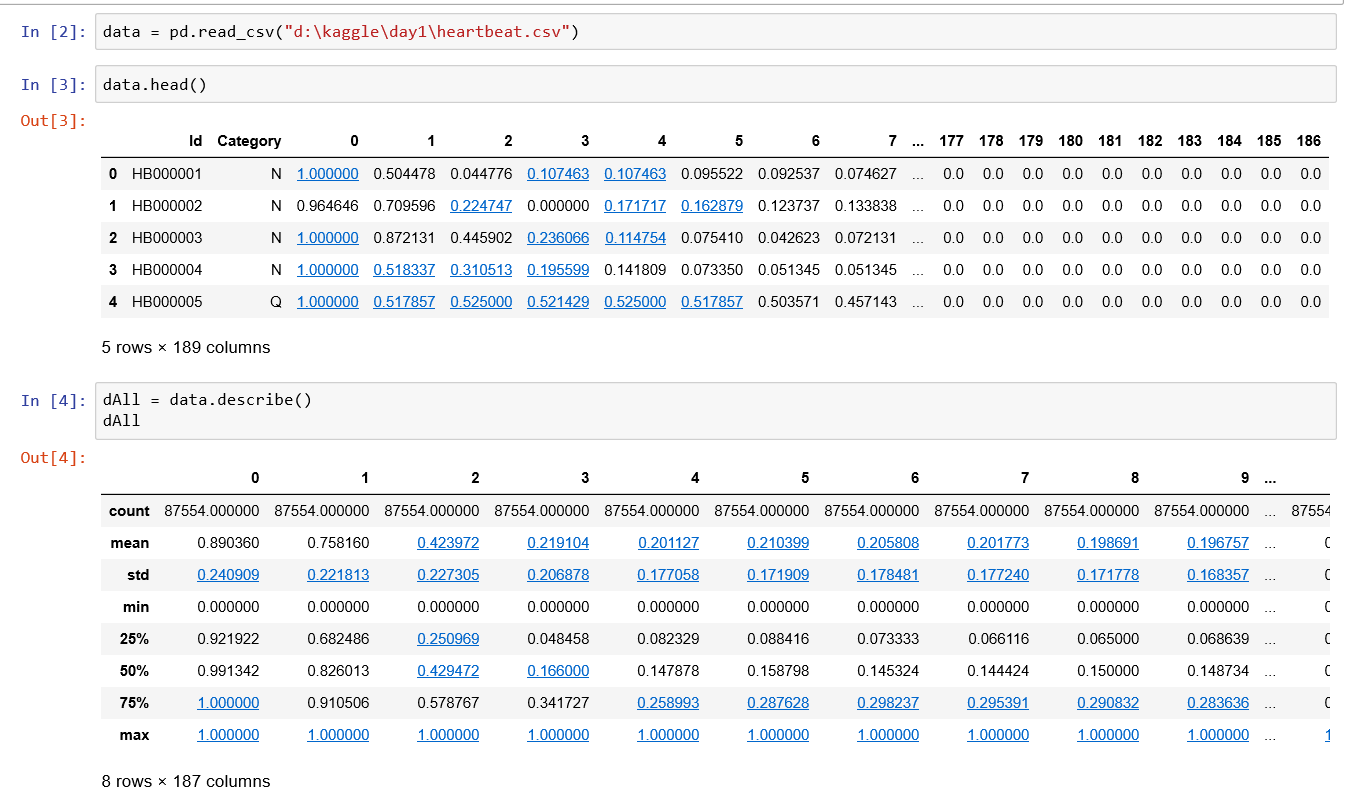 In [2]: data = pd.read_csv("d:\kaggle\day1\heartbeat.csv")
In [3]: data.head()
Out[3]:
Id Category 0 1 2 3 4 5 6 7 ... 177 178 179 180 181 182 183 184 185 186
0 HB000001 N 1.000000 0.504478 0.044776 0.107463 0.107463 0.095522 0.092537 0.074627 ... 0.0 0.0 0.0 0.0 0.0 0.0 0.0 0.0 0.0 0.0
1 HB000002 N 0.964646 0.709596 0.224747 0.000000 0.171717 0.162879 0.123737 0.133838 ... 0.0 0.0 0.0 0.0 0.0 0.0 0.0 0.0 0.0 0.0
2 HB000003 N 1.000000 0.872131 0.445902 0.236066 0.114754 0.075410 0.042623 0.072131 ... 0.0 0.0 0.0 0.0 0.0 0.0 0.0 0.0 0.0 0.0
3 HB000004 N 1.000000 0.518337 0.310513 0.195599 0.141809 0.073350 0.051345 0.051345 ... 0.0 0.0 0.0 0.0 0.0 0.0 0.0 0.0 0.0 0.0
4 HB000005 Q 1.000000 0.517857 0.525000 0.521429 0.525000 0.517857 0.503571 0.457143 ... 0.0 0.0 0.0 0.0 0.0 0.0 0.0 0.0 0.0 0.0
5 rows × 189 columns
In [4]: dAll = data.describe()
dAll
Out[4]:
0 1 2 3 4 5 6 7 8 9 ...
count 87554.000000 87554.000000 87554.000000 87554.000000 87554.000000 87554.000000 87554.000000 87554.000000 87554.000000 87554.000000 ... 87554
mean 0.890360 0.758160 0.423972 0.219104 0.201127 0.210399 0.205808 0.201773 0.198691 0.196757 ...
std 0.240909 0.221813 0.227305 0.206878 0.177058 0.171909 0.178481 0.177240 0.171778 0.168357 ...
min 0.000000 0.000000 0.000000 0.000000 0.000000 0.000000 0.000000 0.000000 0.000000 0.000000 ...
25% 0.921922 0.682486 0.250969 0.048458 0.082329 0.088416 0.073333 0.066116 0.065000 0.068639 ...
50% 0.991342 0.826013 0.429472 0.166000 0.147878 0.158798 0.145324 0.144424 0.150000 0.148734 ...
75% 1.000000 0.910506 0.578767 0.341727 0.258993 0.287628 0.298237 0.295391 0.290832 0.283636 ...
max 1.000000 1.000000 1.000000 1.000000 1.000000 1.000000 1.000000 1.000000 1.000000 1.000000 ... 1
8 rows × 187 columns